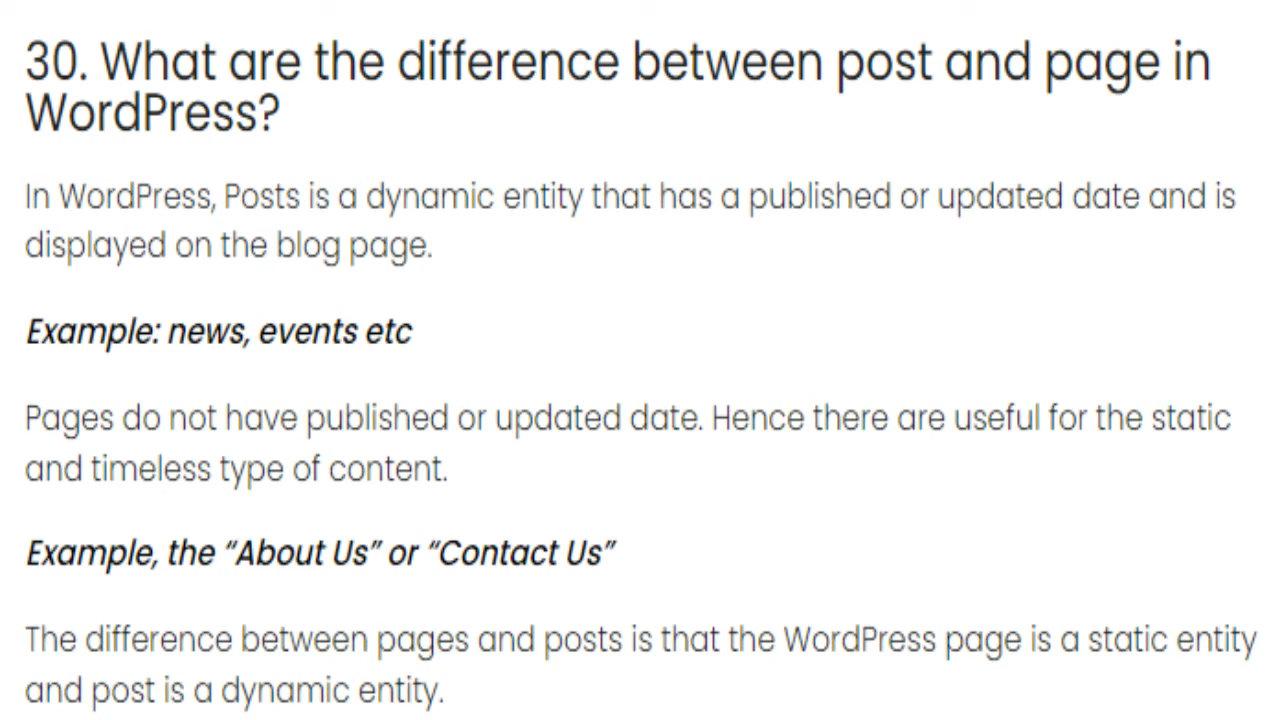 30. What are the difference between post and page in
WordPress?
In WordPress, Posts is a dynamic entity that has a published or updated date and is
displayed on the blog page.
Example: news, events etc
Pages do not have published or updated date. Hence there are useful for the static
and timeless type of content.
Example, the “About Us” or “Contact Us”
The difference between pages and posts is that the WordPress page is a static entity
and post is a dynamic entity.